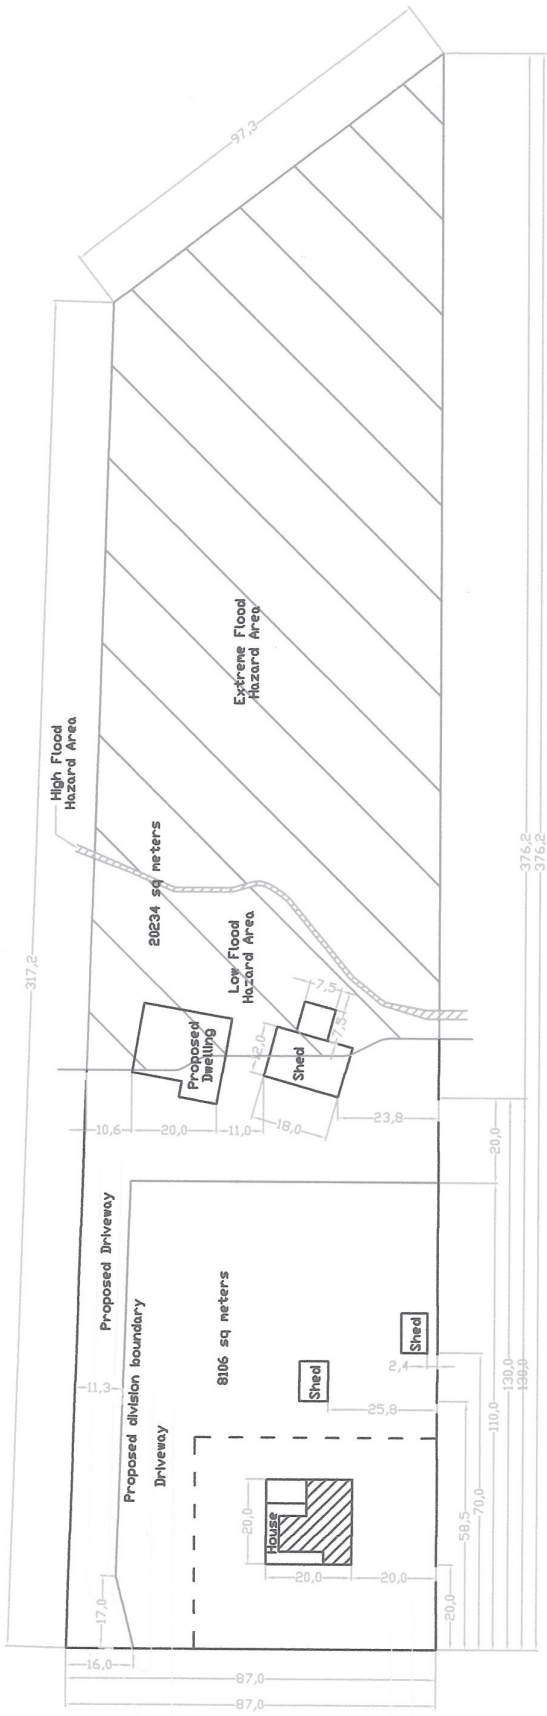 97,3
High Flood
Hazard Area
Extreme Flood
Hazard Area
20234 sq meters
317,2
376,2
376,2
Low Flood
Hazard Area
7,5
7,5
12,0
Proposed
Dwelling
Shed
18,0
10,6
20,0
11,0
23,8
20,0
Proposed Driveway
Proposed division boundary
8106 sq meters
Driveway
11,3
Shed
Shed
2,4
25,8
130,0
130,0
110,0
70,0
58,5
House
20,0
20,0
20,0
20,0
17,0
16,0
87,0
87,0